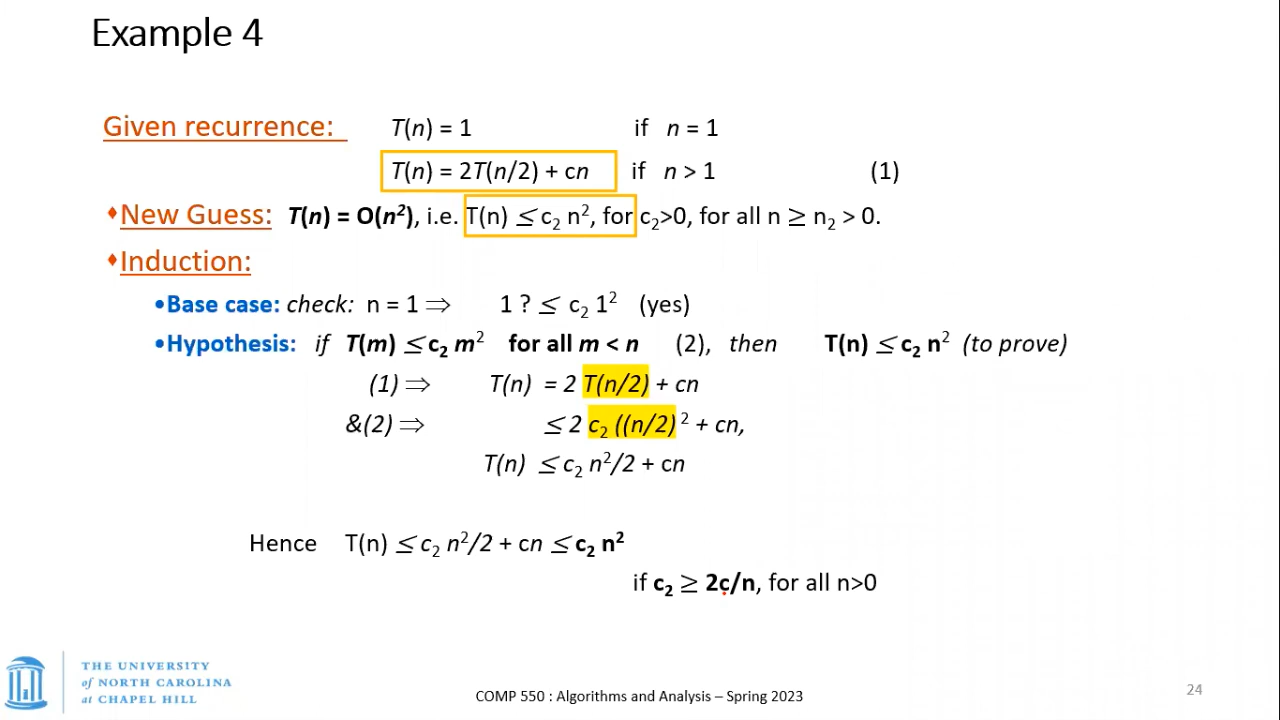 Example 4
Given recurrence: T(n) = 1 if n = 1
T(n) = 2T(n/2) + cn if n > 1 (1)
♦New Guess: T(n) = O(n²), i.e. T(n) ≤ c₂ n², for c₂>0, for all n ≥ n₂ > 0.
♦Induction:
•Base case: check: n = 1 ⇒ 1 ? ≤ c₂ 1² (yes)
•Hypothesis: if T(m) ≤ c₂ m² for all m < n (2), then T(n) ≤ c₂ n² (to prove)
(1) ⇒ T(n) = 2 T(n/2) + cn
&(2) ⇒ ≤ 2 c₂ ((n/2) ² + cn,
T(n) ≤ c₂ n²/2 + cn
Hence T(n) ≤ c₂ n²/2 + cn ≤ c₂ n²
if c₂ ≥ 2c/n, for all n>0
THE UNIVERSITY
of NORTH CAROLINA
at CHAPEL HILL
COMP 550 : Algorithms and Analysis – Spring 2023
24